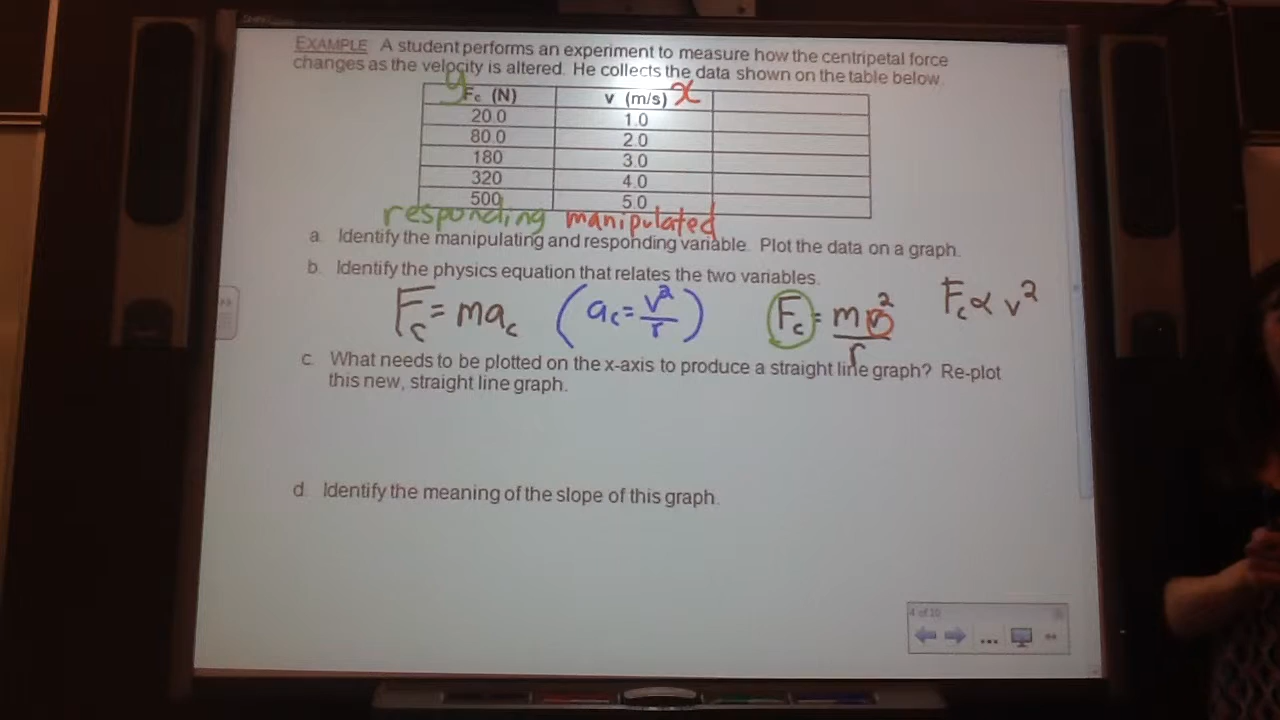 EXAMPLE A student performs an experiment to measure how the centripetal force
changes as the velocity is altered. He collects the data shown on the table below.
y Fc (N) v (m/s) x
20.0 1.0
80.0 2.0
180 3.0
320 4.0
500 5.0
responding manipulated
a. Identify the manipulating and responding variable. Plot the data on a graph.
b. Identify the physics equation that relates the two variables.
Fc = mac (ac = v²/r) Fc = mv²/r Fc ∝ v²
c. What needs to be plotted on the x-axis to produce a straight line graph? Re-plot
this new, straight line graph.
d. Identify the meaning of the slope of this graph.
4 of 10